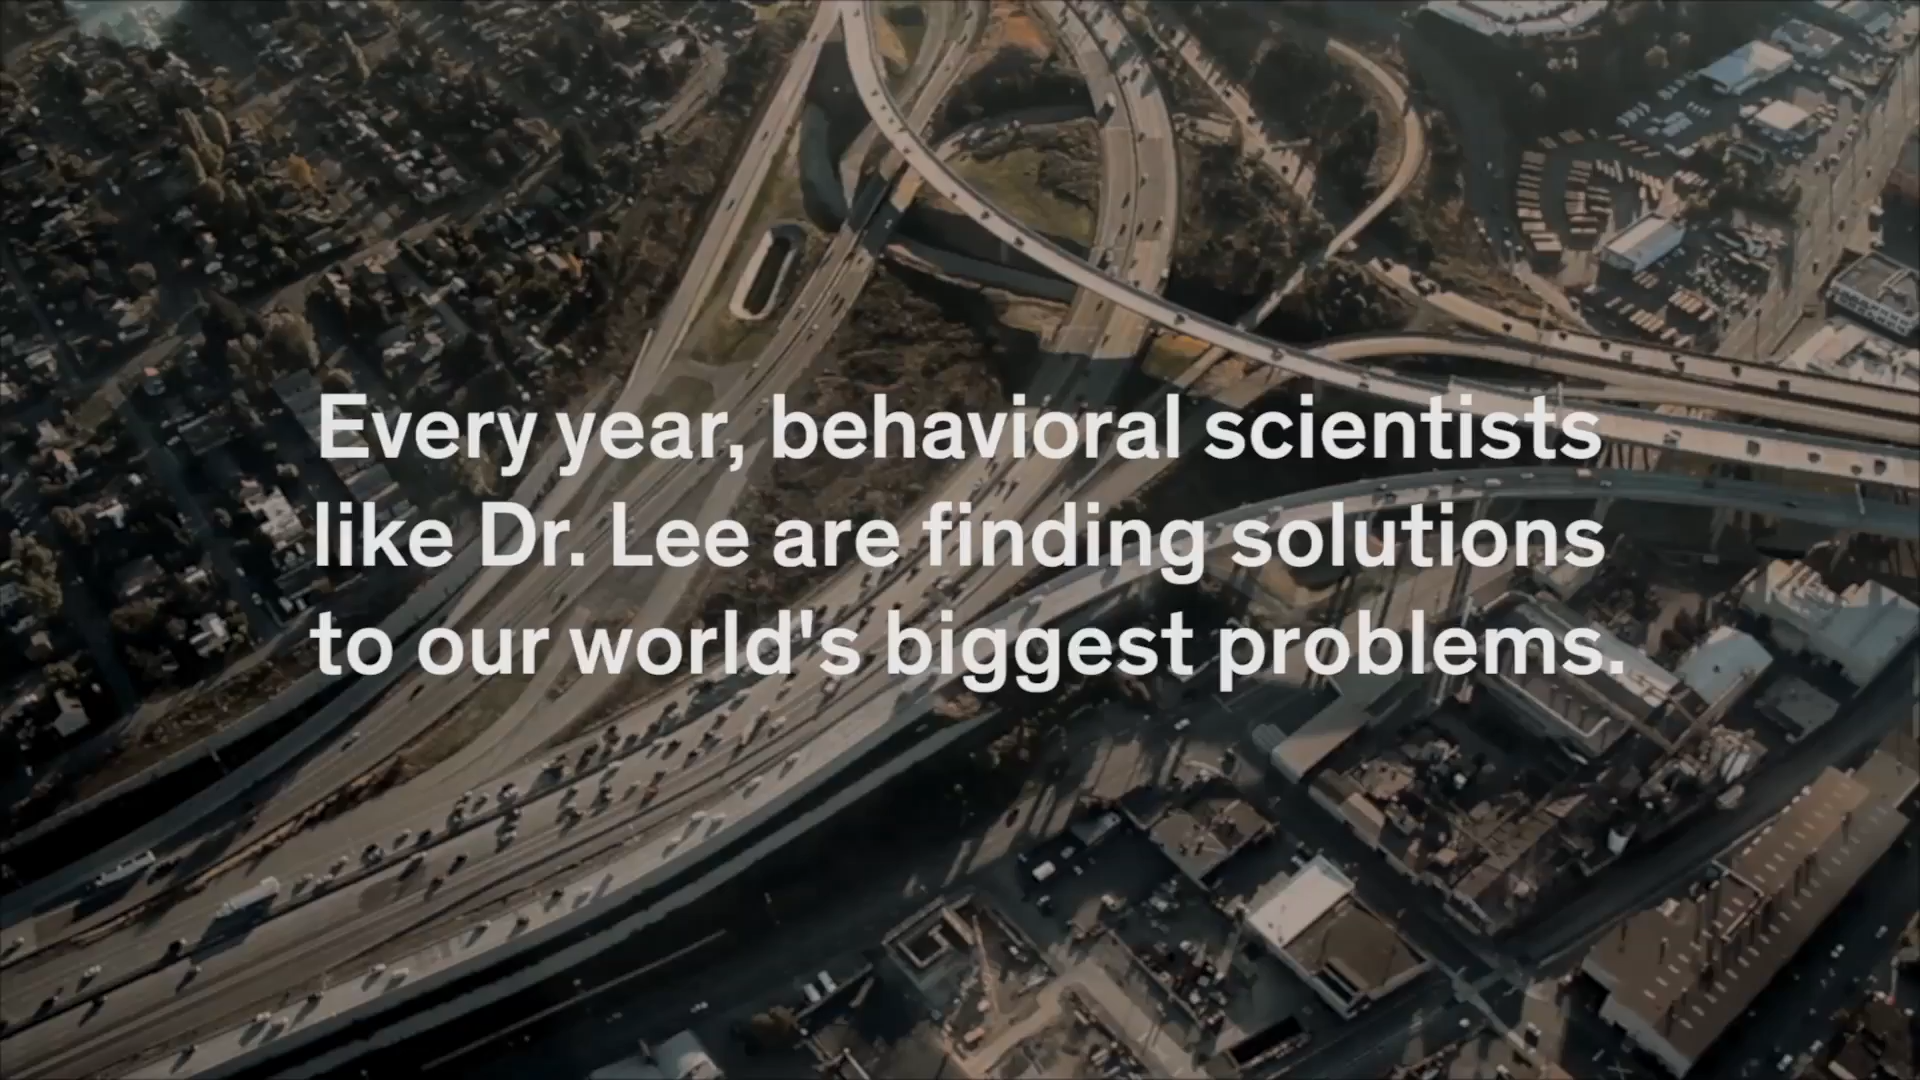 Every year, behavioral scientists
like Dr. Lee are finding solutions
to our world's biggest problems.